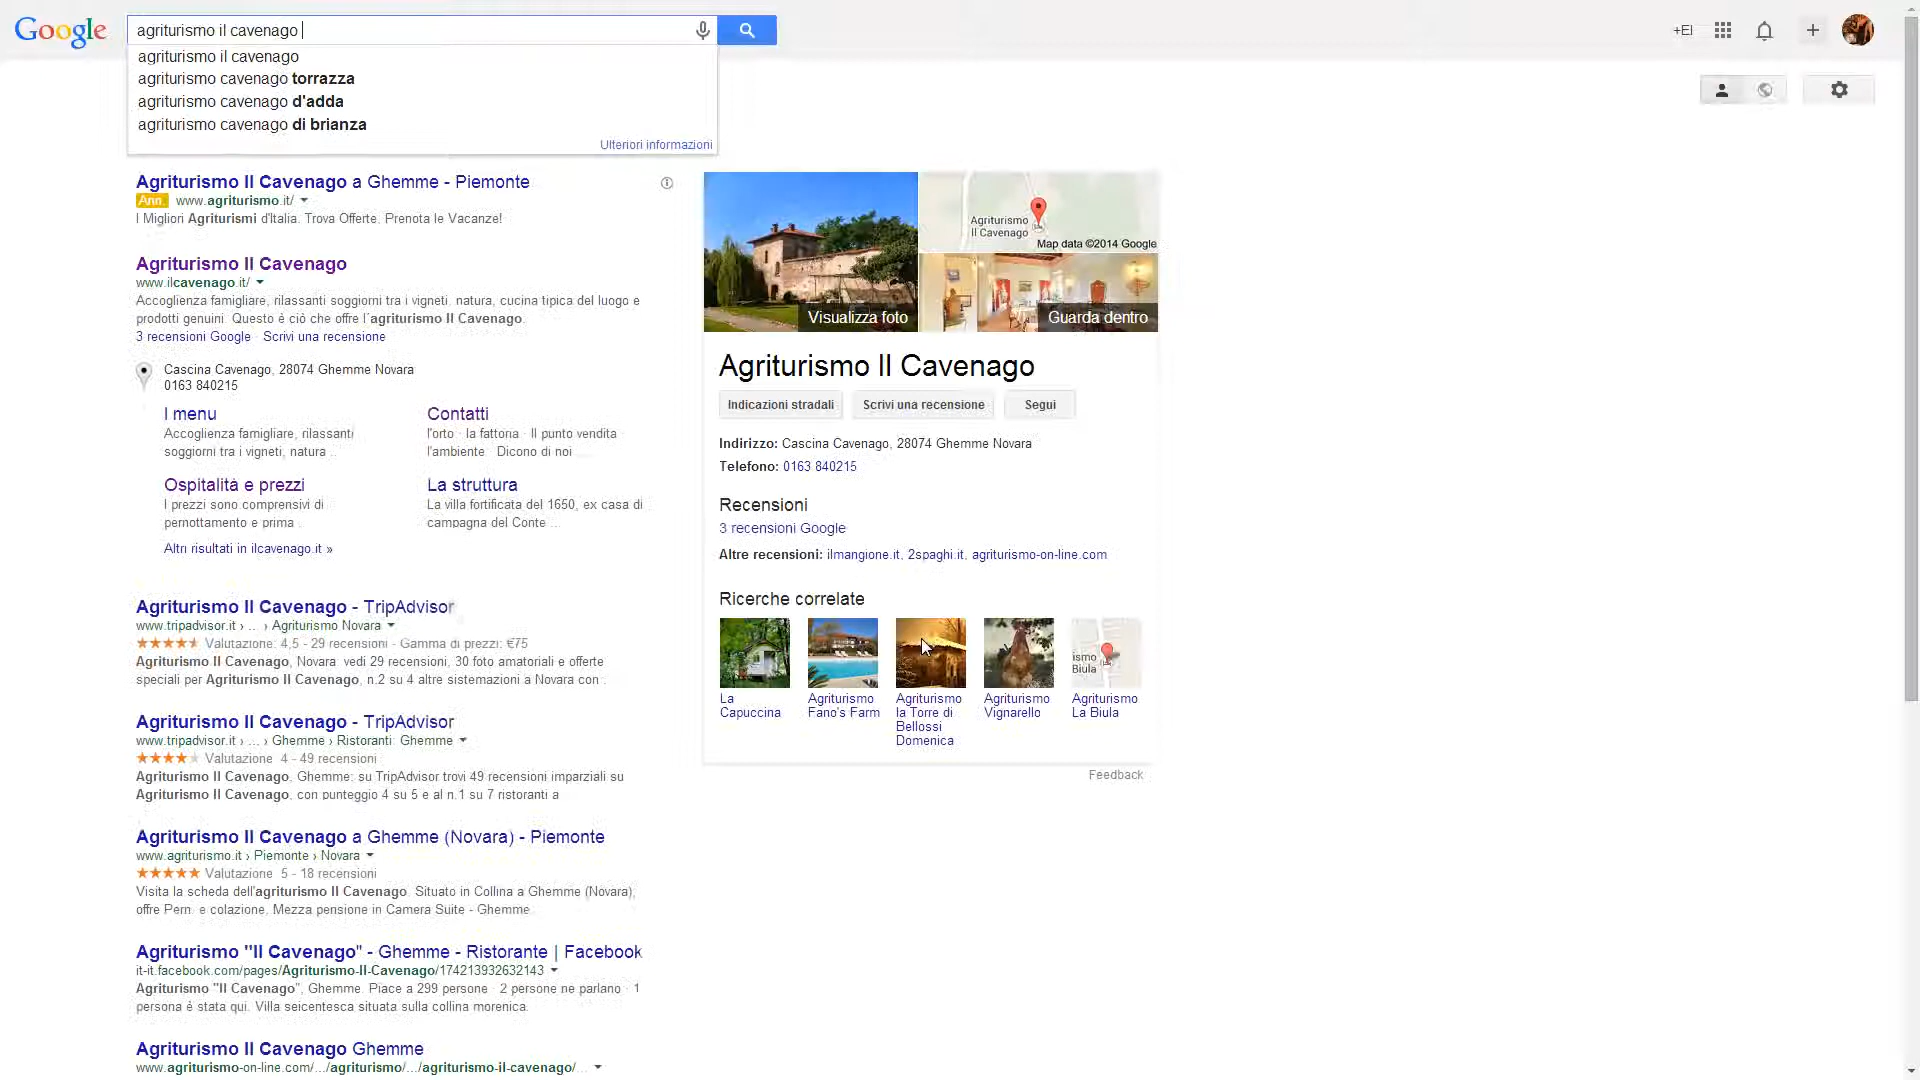 Google
agriturismo il cavenago
+El
agriturismo il cavenago
agriturismo cavenago torrazza
agriturismo cavenago d'adda
agriturismo cavenago di brianza
Ulteriori informazioni
Agriturismo Il Cavenago a Ghemme - Piemonte
Ann. www.agriturismo.it/
I Migliori Agriturismi d'Italia. Trova Offerte, Prenota le Vacanze!
Agriturismo Il Cavenago
www.ilcavenago.it/
Accoglienza famigliare, rilassanti soggiorni tra i vigneti, natura, cucina tipica del luogo e
prodotti genuini. Questo è ciò che offre l'agriturismo Il Cavenago.
3 recensioni Google · Scrivi una recensione
Cascina Cavenago, 28074 Ghemme Novara
0163 840215
I menu
Accoglienza famigliare, rilassanti
soggiorni tra i vigneti, natura ...
Contatti
l'orto · la fattoria · Il punto vendita ·
l'ambiente · Dicono di noi ...
Ospitalità e prezzi
I prezzi sono comprensivi di
pernottamento e prima ...
La struttura
La villa fortificata del 1650, ex casa di
campagna del Conte ...
Altri risultati in ilcavenago.it »
Agriturismo Il Cavenago - TripAdvisor
www.tripadvisor.it › ... › Agriturismo Novara
Valutazione: 4,5 - 29 recensioni - Gamma di prezzi: €75
Agriturismo Il Cavenago, Novara: vedi 29 recensioni, 30 foto amatoriali e offerte
speciali per Agriturismo Il Cavenago, n.2 su 4 altre sistemazioni a Novara con ...
Agriturismo Il Cavenago - TripAdvisor
www.tripadvisor.it › ... › Ghemme › Ristoranti: Ghemme
Valutazione: 4 - 49 recensioni
Agriturismo Il Cavenago, Ghemme: su TripAdvisor trovi 49 recensioni imparziali su
Agriturismo Il Cavenago, con punteggio 4 su 5 e al n.1 su 7 ristoranti a
Agriturismo Il Cavenago a Ghemme (Novara) - Piemonte
www.agriturismo.it › Piemonte › Novara
Valutazione: 5 - 18 recensioni
Visita la scheda dell'agriturismo Il Cavenago. Situato in Collina a Ghemme (Novara),
offre Pern. e colazione, Mezza pensione in Camera Suite - Ghemme
Agriturismo "Il Cavenago" - Ghemme - Ristorante | Facebook
it-it.facebook.com/pages/Agriturismo-Il-Cavenago/174213932632143
Agriturismo "Il Cavenago", Ghemme. Piace a 299 persone · 2 persone ne parlano · 1
persona è stata qui. Villa seicentesca situata sulla collina morenica.
Agriturismo Il Cavenago Ghemme
www.agriturismo-on-line.com/.../agriturismo/.../agriturismo-il-cavenago/...
Visualizza foto
Agriturismo
Il Cavenago
Map data ©2014 Google
Guarda dentro
Agriturismo Il Cavenago
Indicazioni stradali
Scrivi una recensione
Segui
Indirizzo: Cascina Cavenago, 28074 Ghemme Novara
Telefono: 0163 840215
Recensioni
3 recensioni Google
Altre recensioni: ilmangione.it, 2spaghi.it, agriturismo-on-line.com
Ricerche correlate
ismo
Biula
La
Capuccina
Agriturismo
Fano's Farm
Agriturismo
la Torre di
Bellossi
Domenica
Agriturismo
Vignarello
Agriturismo
La Biula
Feedback